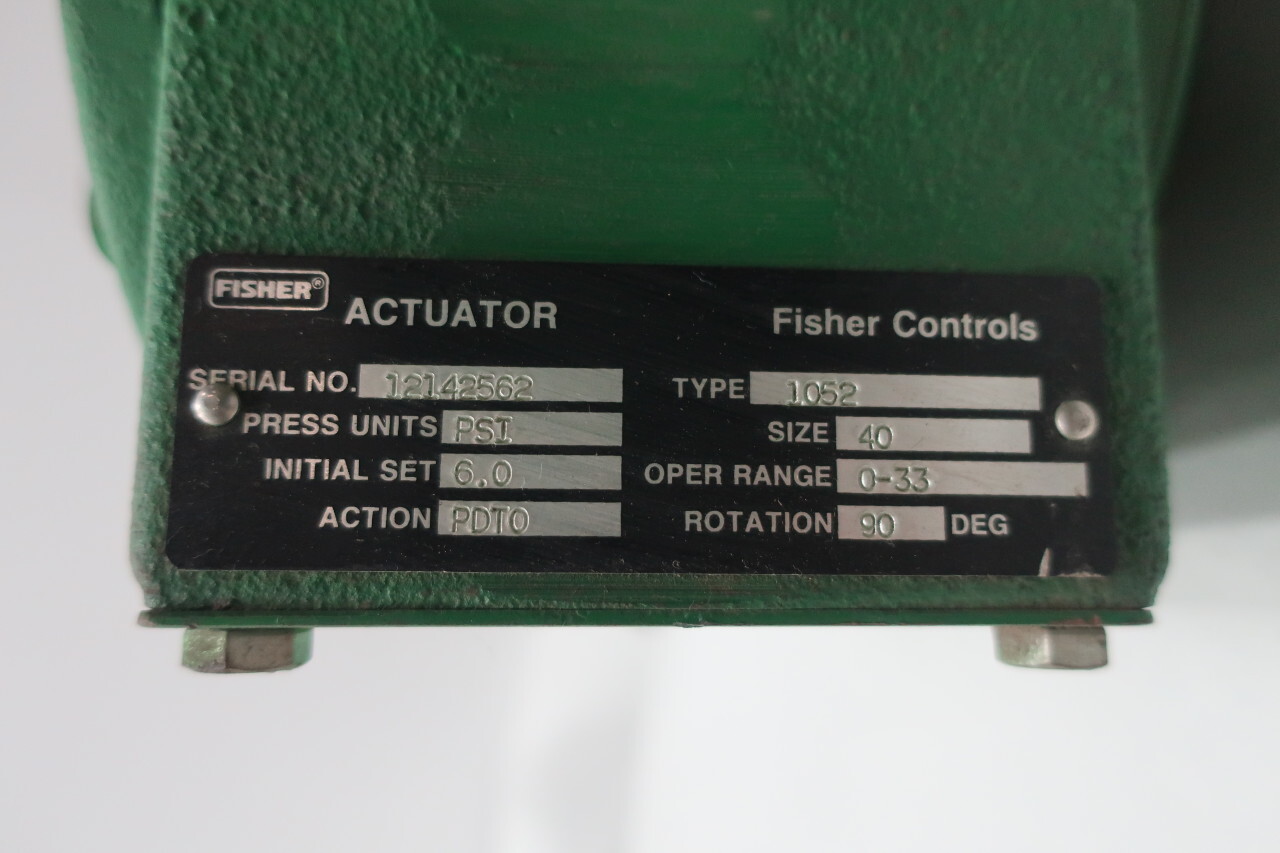 FISHER®
ACTUATOR
Fisher Controls
SERIAL NO. 12142562
TYPE 1052
PRESS UNITS PSI
SIZE 40
INITIAL SET 6.0
OPER RANGE 0-33
ACTION PDTO
ROTATION 90 DEG